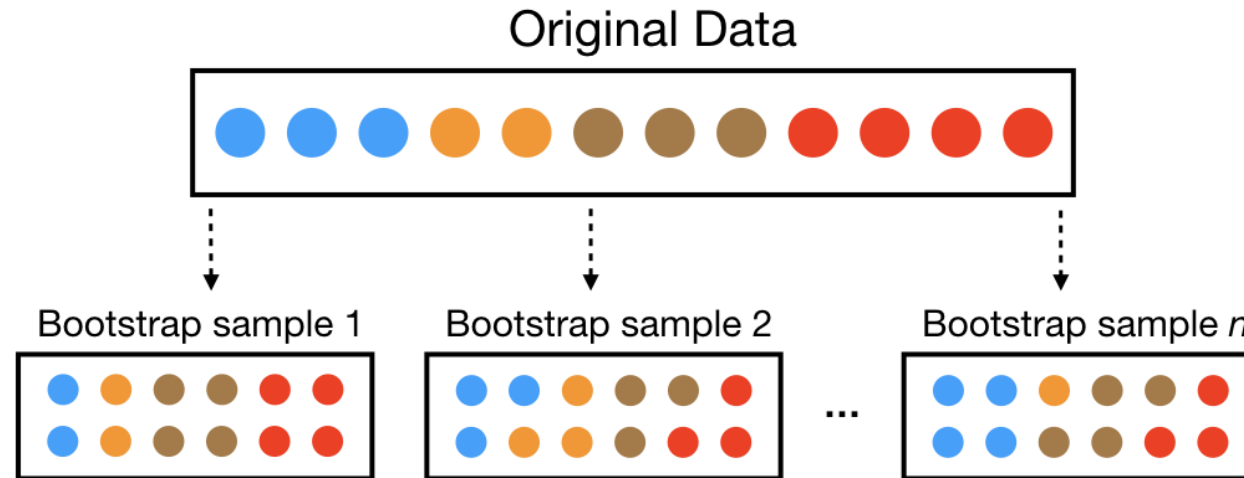 Original Data
Bootstrap sample 1
Bootstrap sample 2
...
Bootstrap sample n